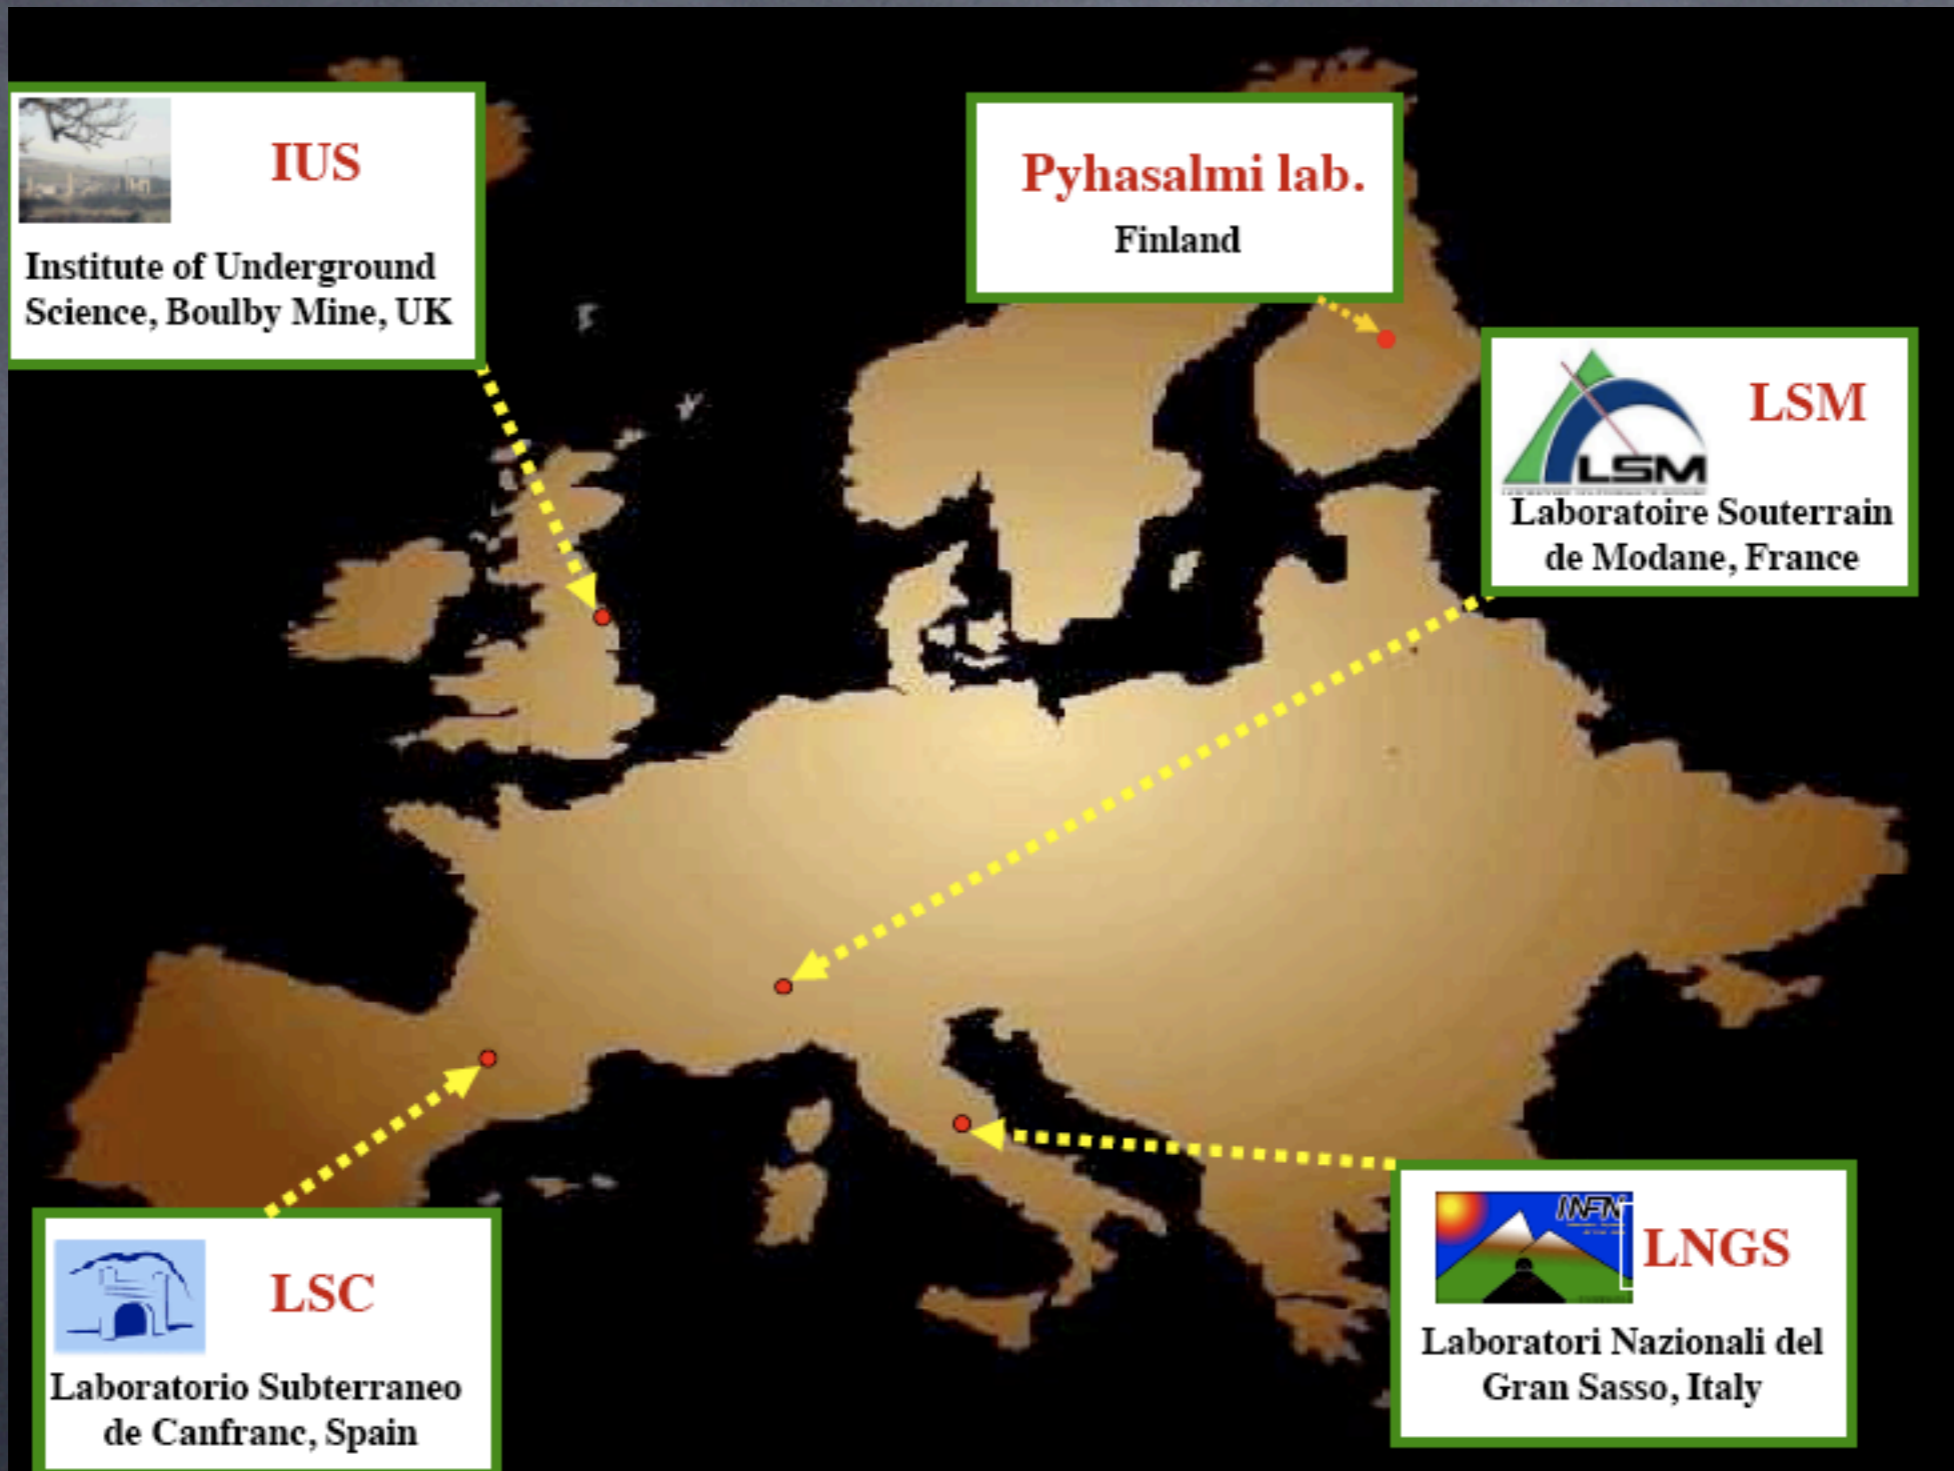 IUS
Institute of Underground
Science, Boulby Mine, UK
Pyhasalmi lab.
Finland
LSM
LSM
Laboratoire Souterrain
de Modane, France
LSC
Laboratorio Subterraneo
de Canfranc, Spain
INFN
LNGS
Laboratori Nazionali del
Gran Sasso, Italy